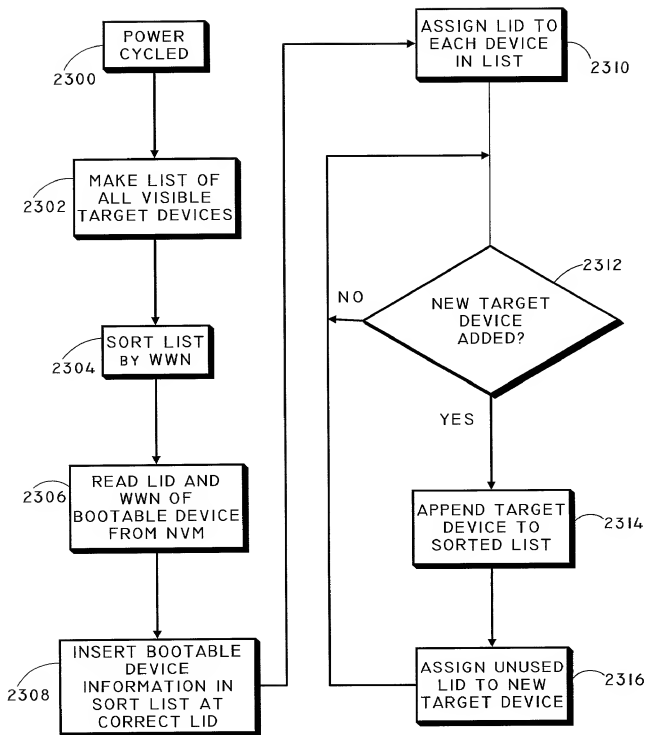 POWER
CYCLED
2300
MAKE LIST OF
ALL VISIBLE
TARGET DEVICES
2302
SORT LIST
BY WWN
2304
READ LID AND
WWN OF
BOOTABLE DEVICE
FROM NVM
2306
INSERT BOOTABLE
DEVICE
INFORMATION IN
SORT LIST AT
CORRECT LID
2308
ASSIGN LID TO
EACH DEVICE
IN LIST
2310
NEW TARGET
DEVICE
ADDED?
2312
NO
YES
APPEND TARGET
DEVICE TO
SORTED LIST
2314
ASSIGN UNUSED
LID TO NEW
TARGET DEVICE
2316